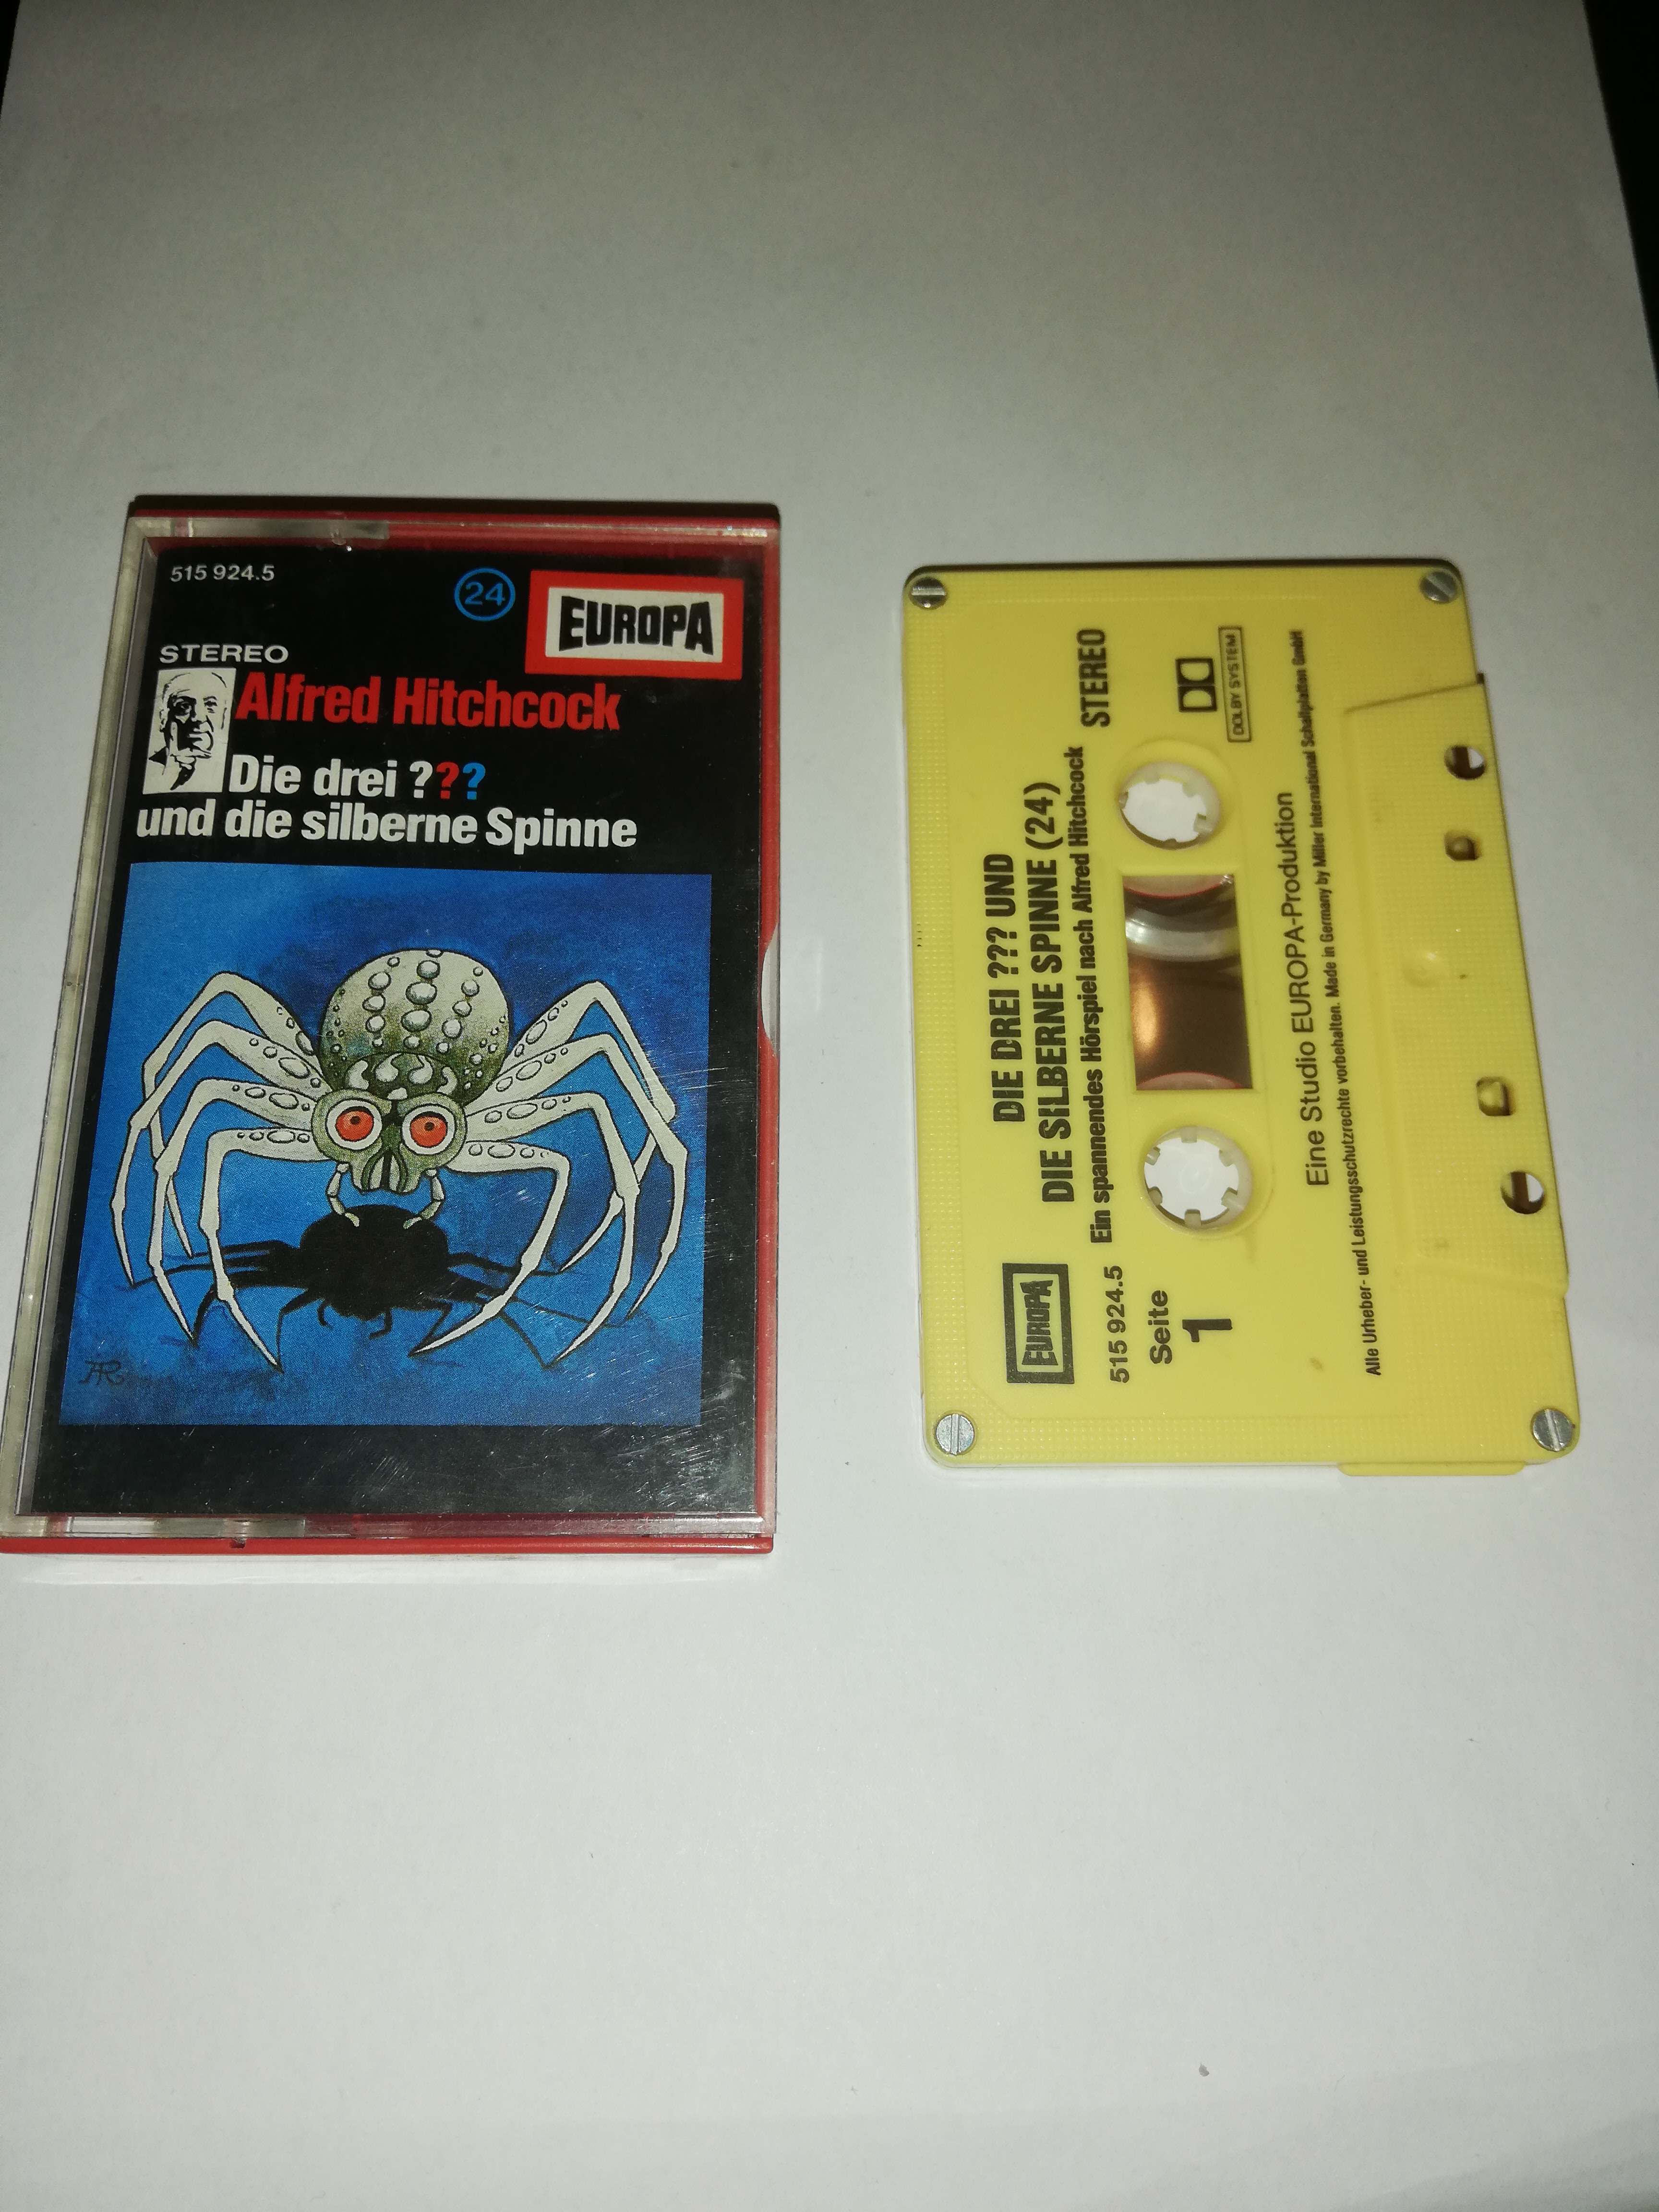 515 924.5
24
EUROPA
STEREO
Alfred Hitchcock
Die drei ???
und die silberne Spinne
AR
DIE DREI ??? UND
DIE SILBERNE SPINNE (24)
Ein spannendes Hörspiel nach Alfred Hitchcock
STEREO
EUROPA
515 924.5
Seite
1
DOLBY SYSTEM
Eine Studio EUROPA-Produktion
Alle Urheber- und Leistungsschutzrechte vorbehalten. Made in Germany by Miller International Schallplatten GmbH